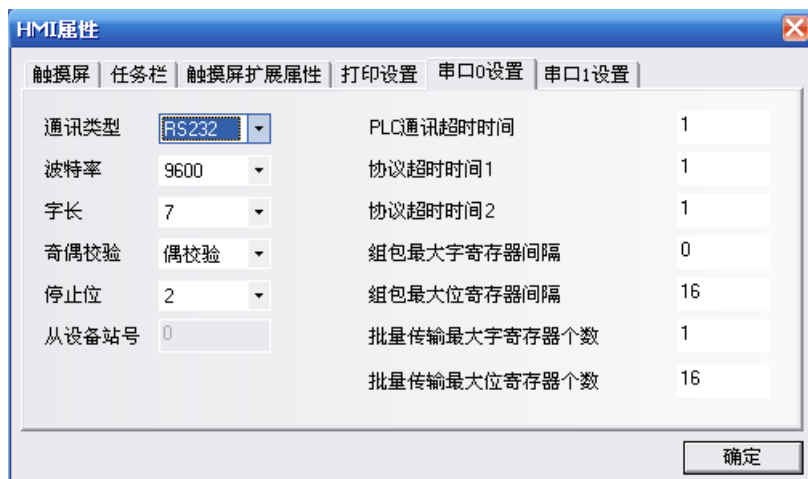 HMI属性
触摸屏 任务栏 触摸屏扩展属性 打印设置 串口0设置 串口1设置
通讯类型 RS232 PLC通讯超时时间 1
波特率 9600 协议超时时间1 1
字长 7 协议超时时间2 1
奇偶校验 偶校验 组包最大字寄存器间隔 0
停止位 2 组包最大位寄存器间隔 16
从设备站号 0 批量传输最大字寄存器个数 1
批量传输最大位寄存器个数 16
确定